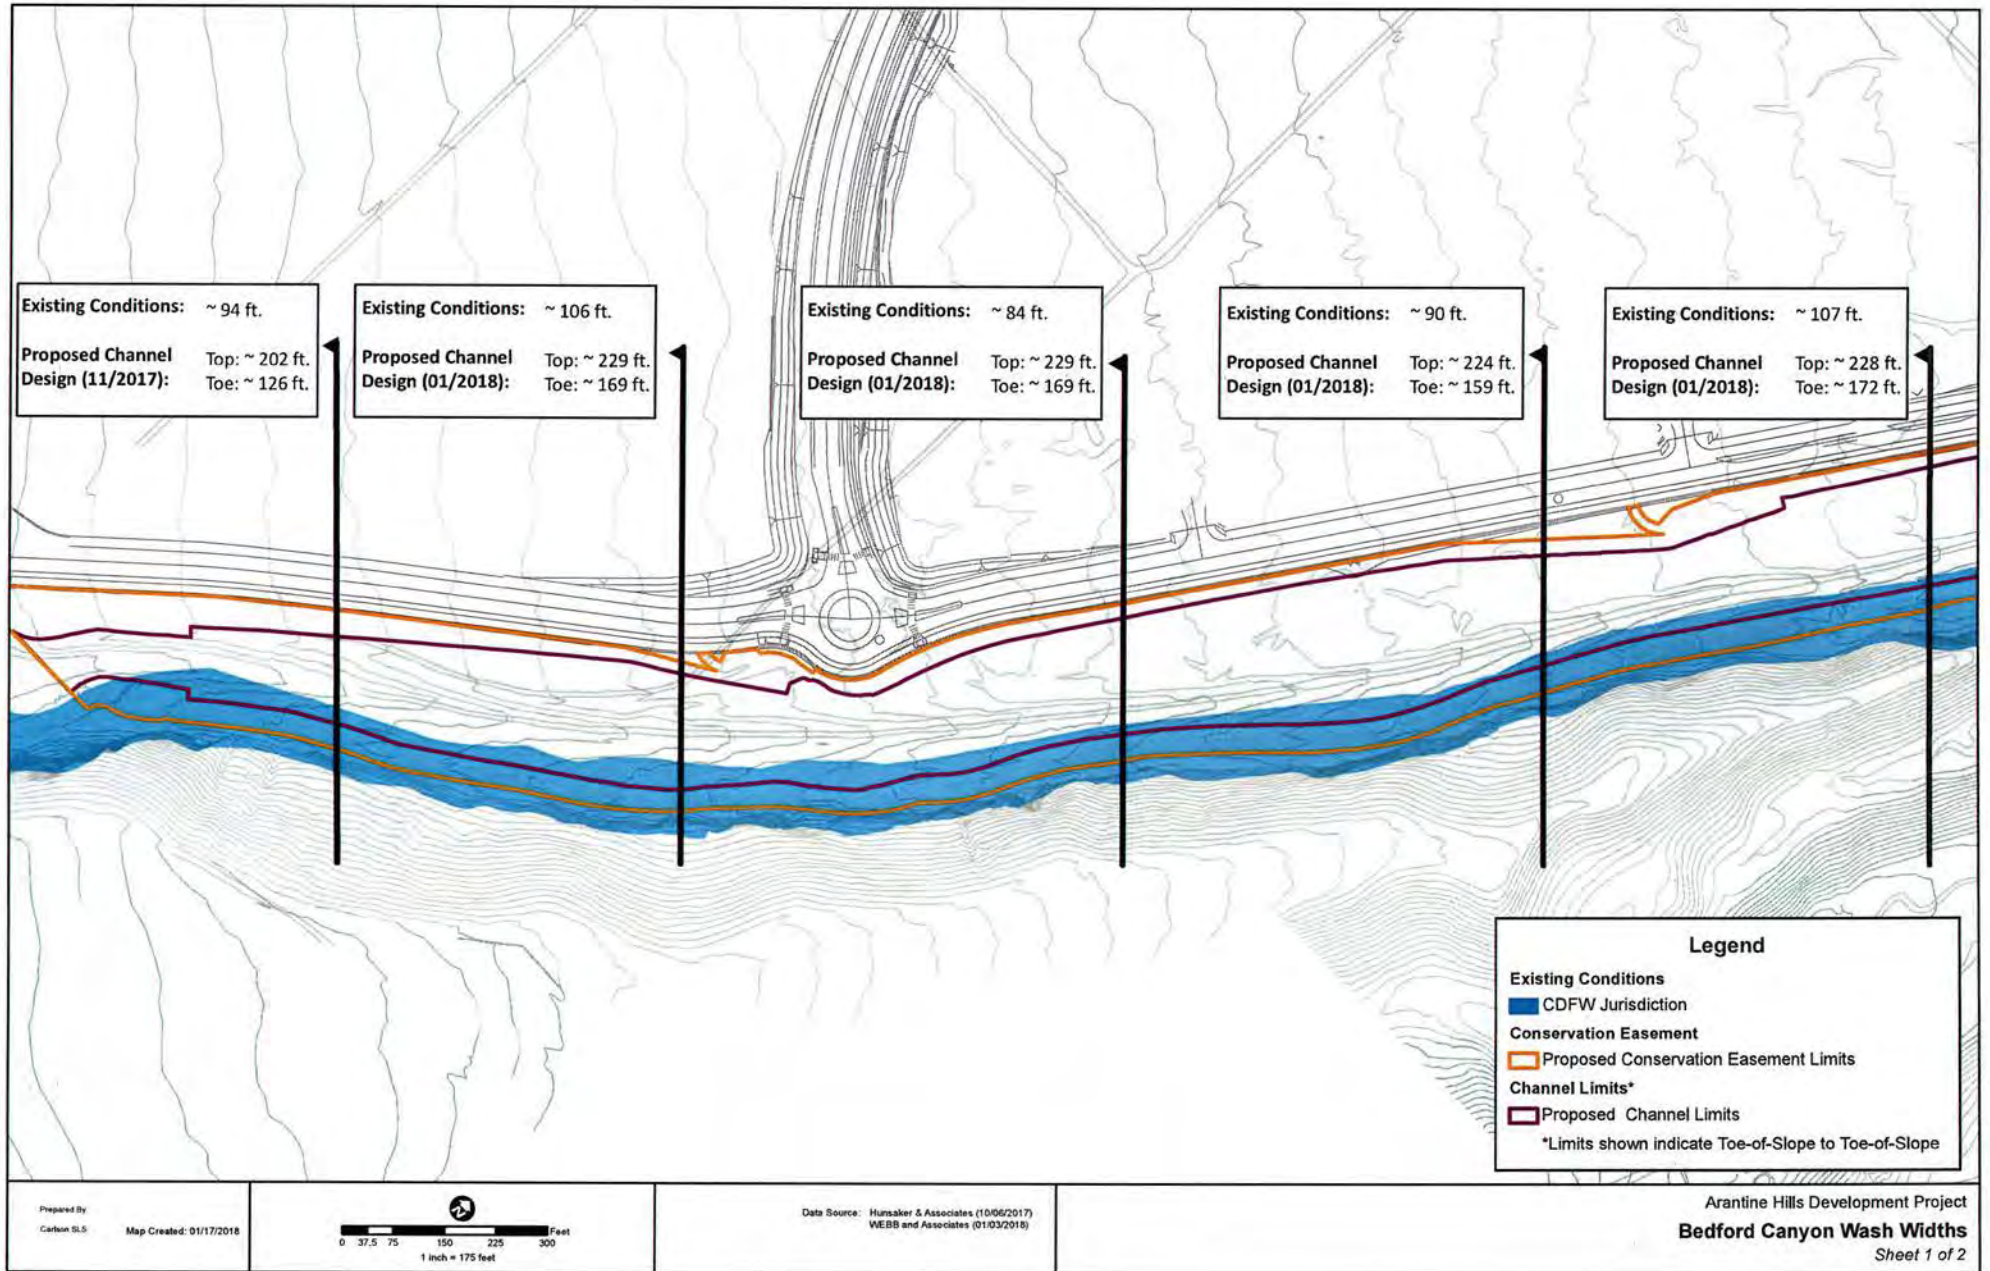 Existing Conditions: ~ 94 ft.
Proposed Channel Top: ~ 202 ft.
Design (11/2017): Toe: ~ 126 ft.
Existing Conditions: ~ 106 ft.
Proposed Channel Top: ~ 229 ft.
Design (01/2018): Toe: ~ 169 ft.
Existing Conditions: ~ 84 ft.
Proposed Channel Top: ~ 229 ft.
Design (01/2018): Toe: ~ 169 ft.
Existing Conditions: ~ 90 ft.
Proposed Channel Top: ~ 224 ft.
Design (01/2018): Toe: ~ 159 ft.
Existing Conditions: ~ 107 ft.
Proposed Channel Top: ~ 228 ft.
Design (01/2018): Toe: ~ 172 ft.
Legend
Existing Conditions
CDFW Jurisdiction
Conservation Easement
Proposed Conservation Easement Limits
Channel Limits*
Proposed Channel Limits
*Limits shown indicate Toe-of-Slope to Toe-of-Slope
Prepared By
Carlson SLS Map Created: 01/17/2018
N
Feet
0 37.5 75 150 225 300
1 inch = 175 feet
Data Source: Hunsaker & Associates (10/06/2017)
WEBB and Associates (01/03/2018)
Arantine Hills Development Project
Bedford Canyon Wash Widths
Sheet 1 of 2